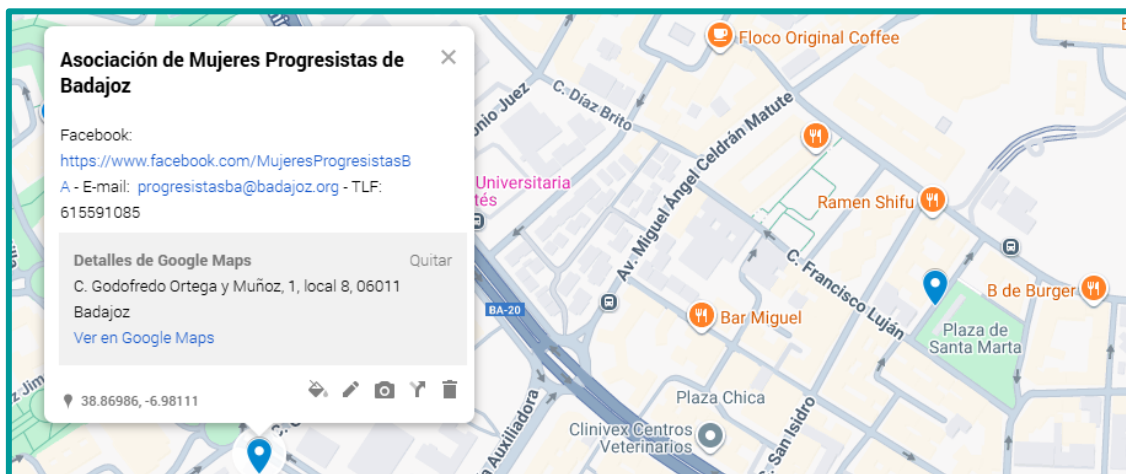 Asociación de Mujeres Progresistas de
Badajoz
Facebook:
https://www.facebook.com/MujeresProgresistasB
A - E-mail: progresistasba@badajoz.org - TLF:
615591085
Detalles de Google Maps
Quitar
C. Godofredo Ortega y Muñoz, 1, local 8, 06011
Badajoz
Ver en Google Maps
38.86986, -6.98111
Floco Original Coffee
C. Díaz Brito
onio Juez
Av. Miguel Ángel Celdrán Matute
Universitaria
tés
Ramen Shifu
C. Francisco Luján
B de Burger
BA-20
Bar Miguel
Plaza de
Santa Marta
Plaza Chica
C. San Isidro
Clinivex Centros
Veterinarios
Auxiliadora